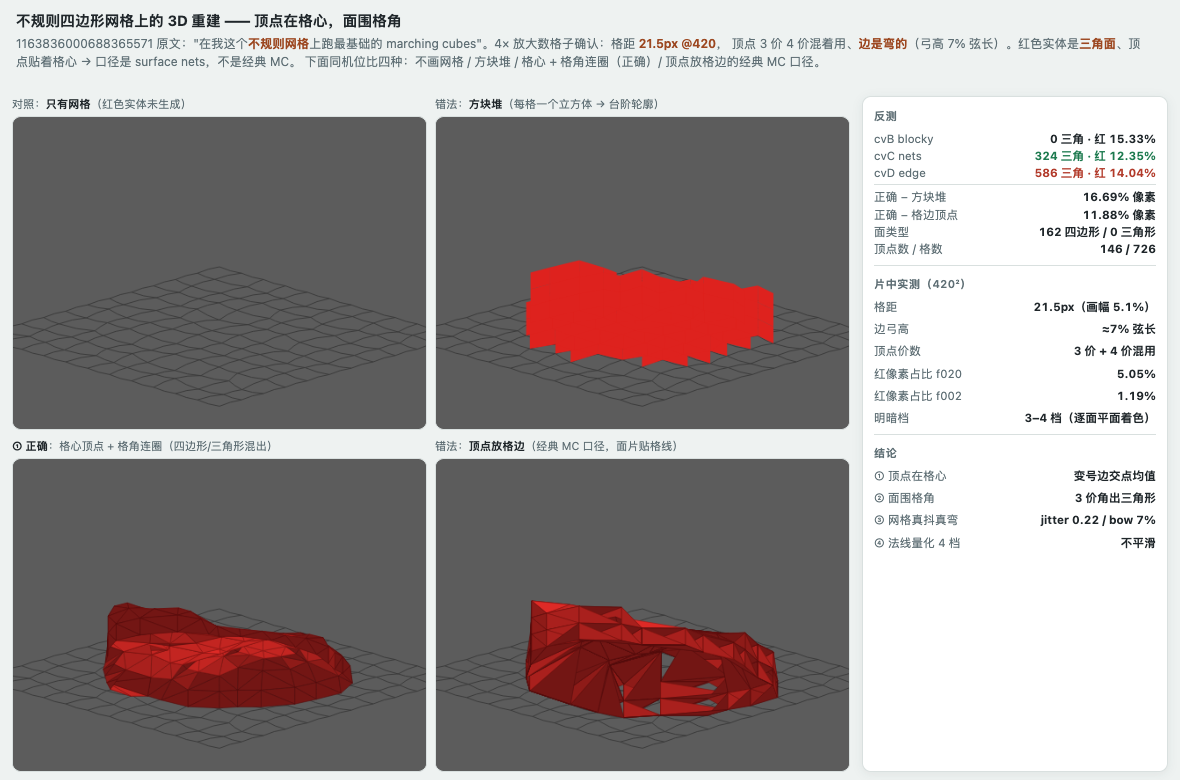 不规则四边形网格上的 3D 重建 —— 顶点在格心，面围格角
1163836000688365571 原文："在我这个不规则网格上跑最基础的 marching cubes"。4× 放大数格子确认：格距 21.5px @420， 顶点 3 价 4 价混着用、边是弯的（弓高 7% 弦长）。红色实体是三角面、顶
点贴着格心 → 口径是 surface nets，不是经典 MC。 下面同机位比四种：不画网格 / 方块堆 / 格心 + 格角连圈（正确）/ 顶点放格边的经典 MC 口径。
对照：只有网格（红色实体未生成）
错法：方块堆（每格一个立方体 → 台阶轮廓）
① 正确：格心顶点 + 格角连圈（四边形/三角形混出）
错法：顶点放格边（经典 MC 口径，面片贴格线）
反测
cvB blocky 0 三角 · 红 15.33%
cvC nets 324 三角 · 红 12.35%
cvD edge 586 三角 · 红 14.04%
正确 − 方块堆 16.69% 像素
正确 − 格边顶点 11.88% 像素
面类型 162 四边形 / 0 三角形
顶点数 / 格数 146 / 726
片中实测（420²）
格距 21.5px（画幅 5.1%）
边弓高 ≈7% 弦长
顶点价数 3 价 + 4 价混用
红像素占比 f020 5.05%
红像素占比 f002 1.19%
明暗档 3–4 档（逐面平面着色）
结论
① 顶点在格心 变号边交点均值
② 面围格角 3 价角出三角形
③ 网格真抖真弯 jitter 0.22 / bow 7%
④ 法线量化 4 档 不平滑